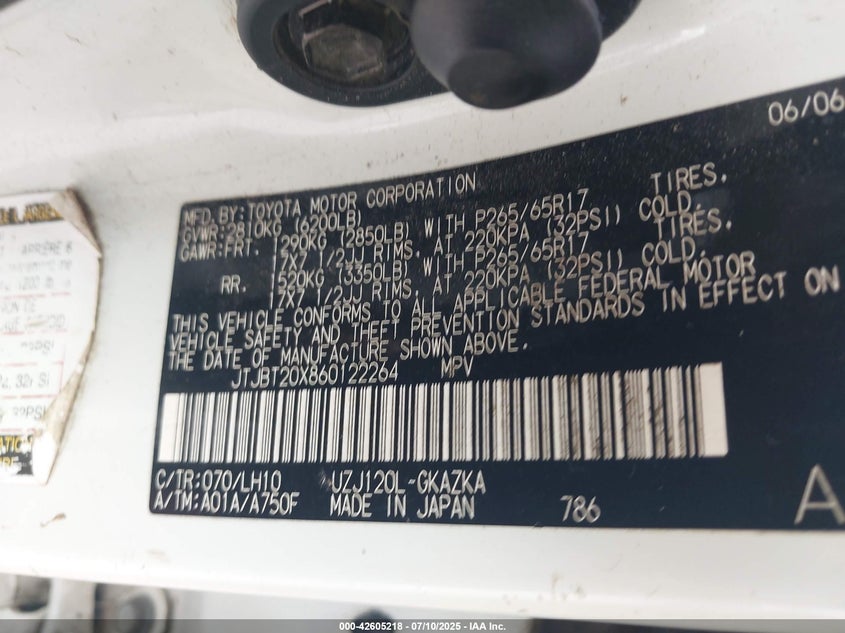 06/06
MFD.BY:TOYOTA MOTOR CORPORATION
GVWR:2810KG (6200LB)
GAWR:FRT. 1290KG (2850LB) WITH P265/65R17 TIRES,
17X7 1/2JJ RIMS, AT 220KPA (32PSI) COLD.
RR. 1520KG (3350LB) WITH P265/65R17 TIRES,
17X7 1/2JJ RIMS, AT 220KPA (32PSI) COLD.
THIS VEHICLE CONFORMS TO ALL APPLICABLE FEDERAL MOTOR
VEHICLE SAFETY AND THEFT PREVENTION STANDARDS IN EFFECT ON
THE DATE OF MANUFACTURE SHOWN ABOVE.
JTJBT20X860122264 MPV
C/TR:070/LH10 UZJ120L-GKAZKA
A/TM:A01A/A750F MADE IN JAPAN 786
A
ARRIÈRE
000-42605218 - 07/10/2025 - IAA Inc.